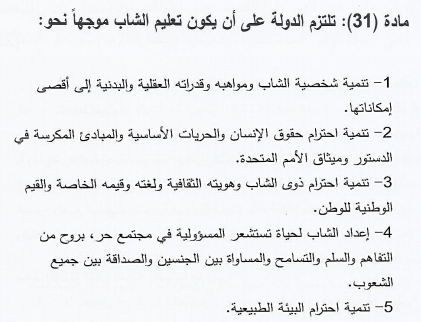 مادة (31): تلتزم الدولة على أن يكون تعليم الشاب موجهاً نحو:
1- تنمية شخصية الشاب ومواهبه وقدراته العقلية والبدنية إلى أقصى
إمكاناتها.
2- تنمية احترام حقوق الإنسان والحريات الأساسية والمبادئ المكرسة في
الدستور وميثاق الأمم المتحدة.
3- تنمية احترام ذوى الشاب وهويته الثقافية ولغته وقيمه الخاصة والقيم
الوطنية للوطن.
4- إعداد الشاب لحياة تستشعر المسؤولية في مجتمع حر، بروح من
التفاهم والسلم والتسامح والمساواة بين الجنسين والصداقة بين جميع
الشعوب.
5- تنمية احترام البيئة الطبيعية.